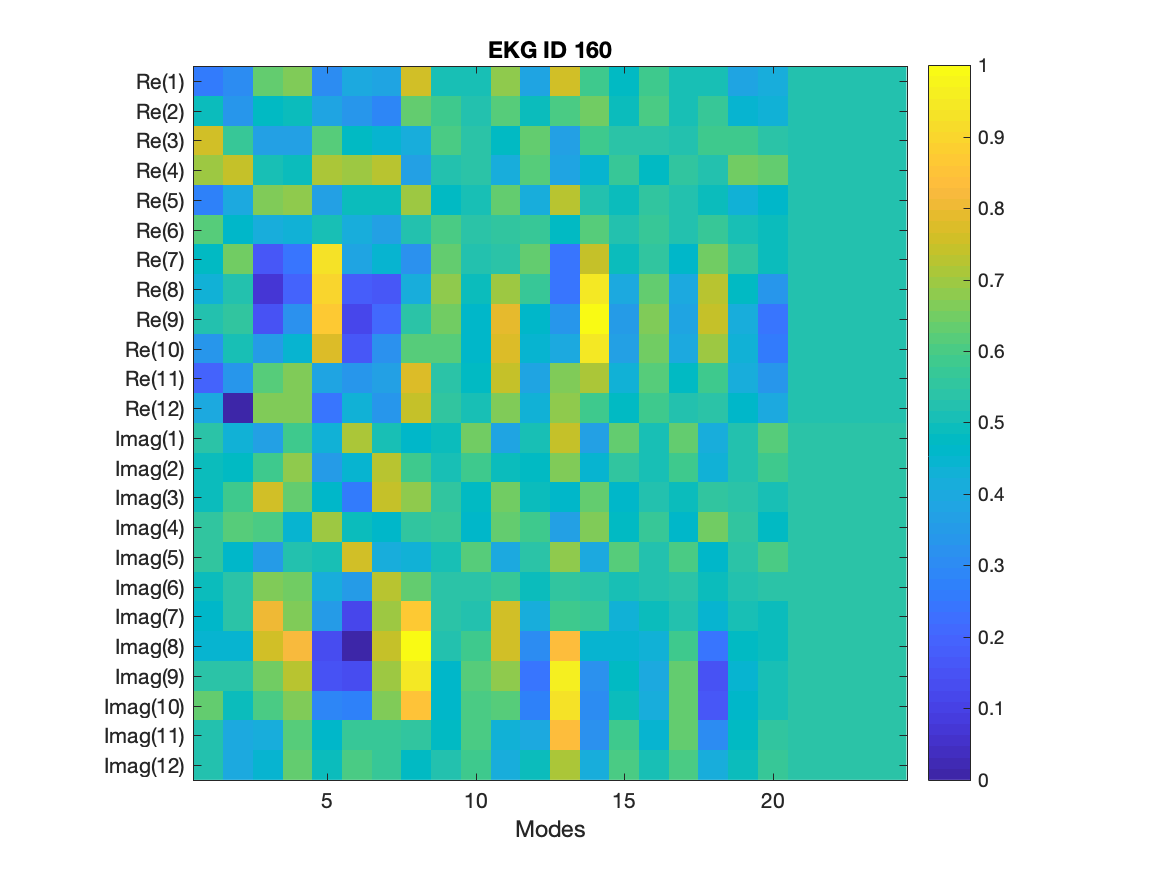 EKG ID 160
Re(1)
Re(2)
Re(3)
Re(4)
Re(5)
Re(6)
Re(7)
Re(8)
Re(9)
Re(10)
Re(11)
Re(12)
Imag(1)
Imag(2)
Imag(3)
Imag(4)
Imag(5)
Imag(6)
Imag(7)
Imag(8)
Imag(9)
Imag(10)
Imag(11)
Imag(12)
5 10 15 20
Modes
1
0.9
0.8
0.7
0.6
0.5
0.4
0.3
0.2
0.1
0